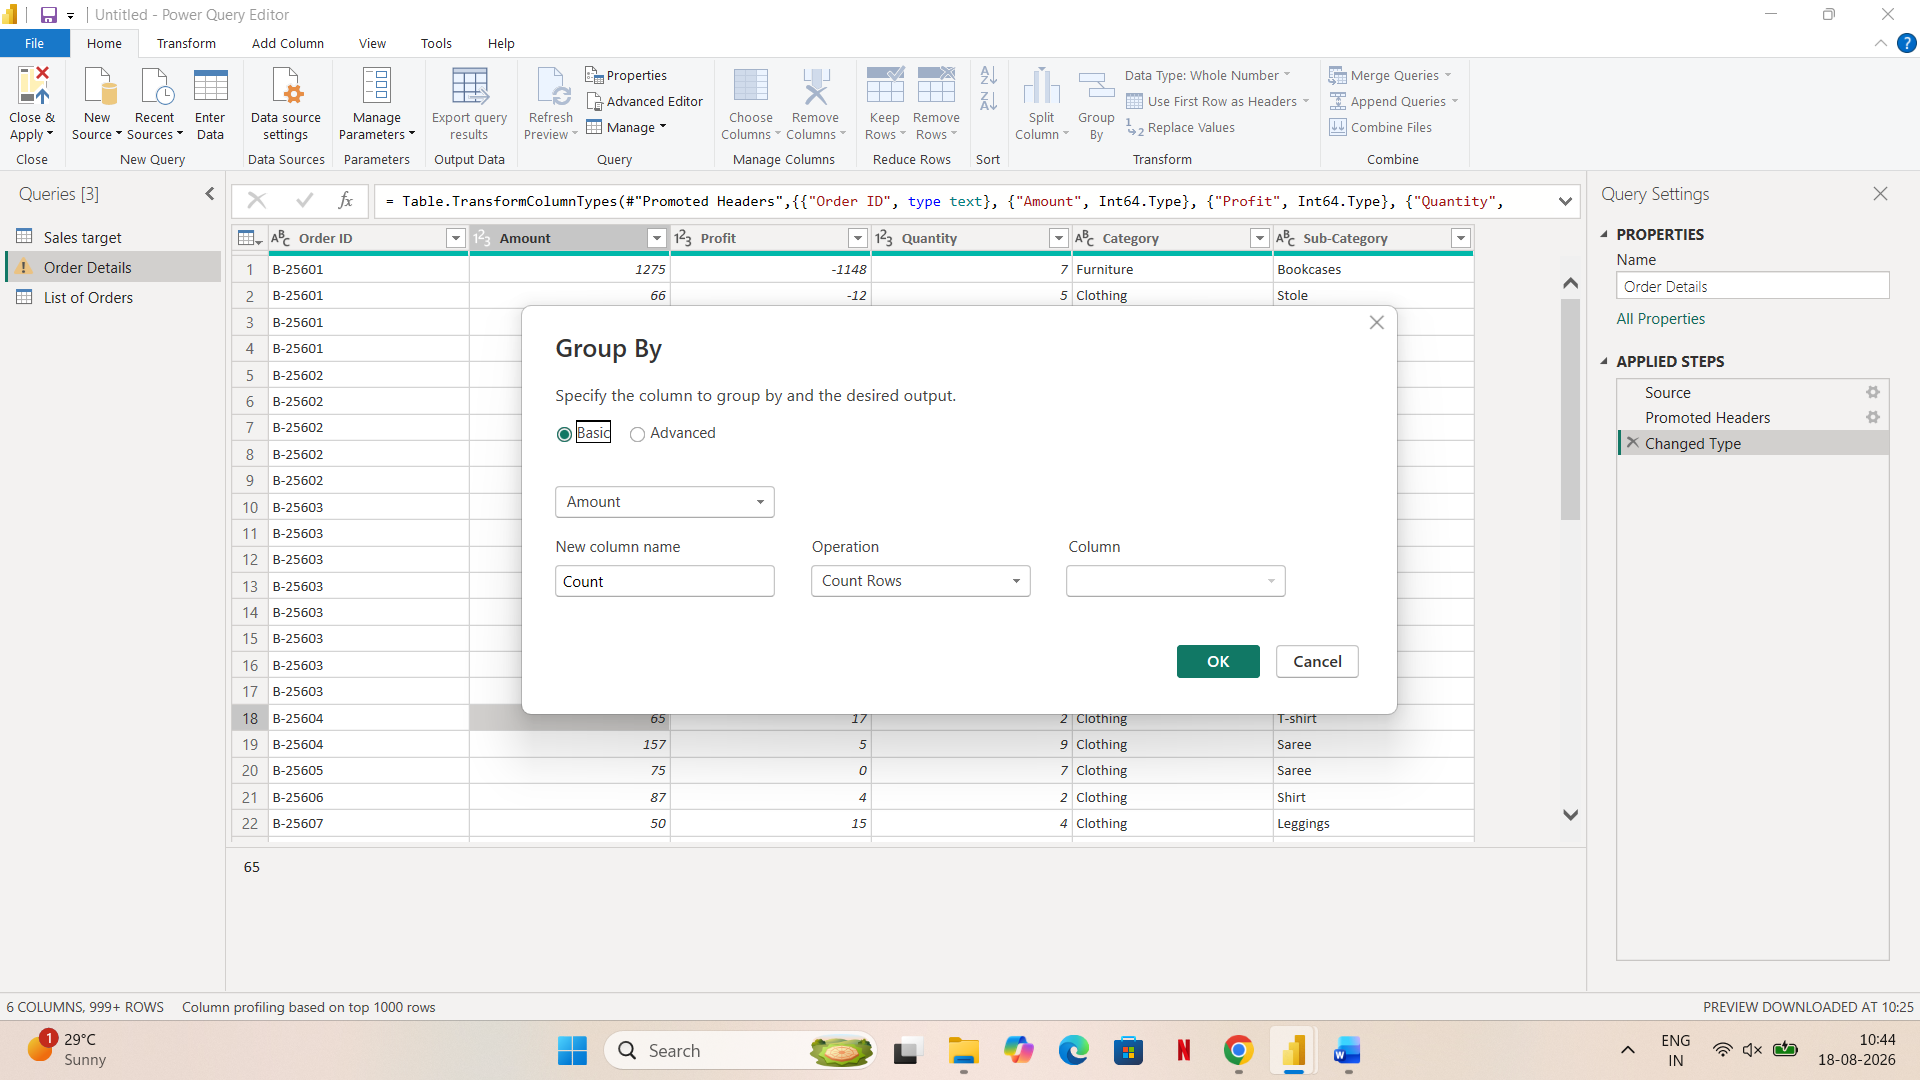 Untitled - Power Query Editor
File Home Transform Add Column View Tools Help
Close & Apply
New Source
Recent Sources
Enter Data
Data source settings
Manage Parameters
Export query results
Refresh Preview
Properties
Advanced Editor
Manage
Choose Columns
Remove Columns
Keep Rows
Remove Rows
Split Column
Group By
Data Type: Whole Number
Use First Row as Headers
Replace Values
Merge Queries
Append Queries
Combine Files
Close New Query Data Sources Parameters Output Data Query Manage Columns Reduce Rows Sort Transform Combine
Queries [3]
Sales target
Order Details
List of Orders
fx = Table.TransformColumnTypes(#"Promoted Headers",{{"Order ID", type text}, {"Amount", Int64.Type}, {"Profit", Int64.Type}, {"Quantity",
Order ID Amount Profit Quantity Category Sub-Category
1 B-25601 1275 -1148 7 Furniture Bookcases
2 B-25601 66 -12 5 Clothing Stole
3 B-25601
4 B-25601
5 B-25602
6 B-25602
7 B-25602
8 B-25602
9 B-25602
10 B-25603
11 B-25603
12 B-25603
13 B-25603
14 B-25603
15 B-25603
16 B-25603
17 B-25603
18 B-25604 65 17 2 Clothing T-shirt
19 B-25604 157 5 9 Clothing Saree
20 B-25605 75 0 7 Clothing Saree
21 B-25606 87 4 2 Clothing Shirt
22 B-25607 50 15 4 Clothing Leggings
Group By
Specify the column to group by and the desired output.
Basic Advanced
Amount
New column name Operation Column
Count Count Rows
OK Cancel
65
Query Settings
PROPERTIES
Name
Order Details
All Properties
APPLIED STEPS
Source
Promoted Headers
Changed Type
6 COLUMNS, 999+ ROWS Column profiling based on top 1000 rows
PREVIEW DOWNLOADED AT 10:25
1
29°C
Sunny
Search
ENG
IN
10:44
18-08-2026